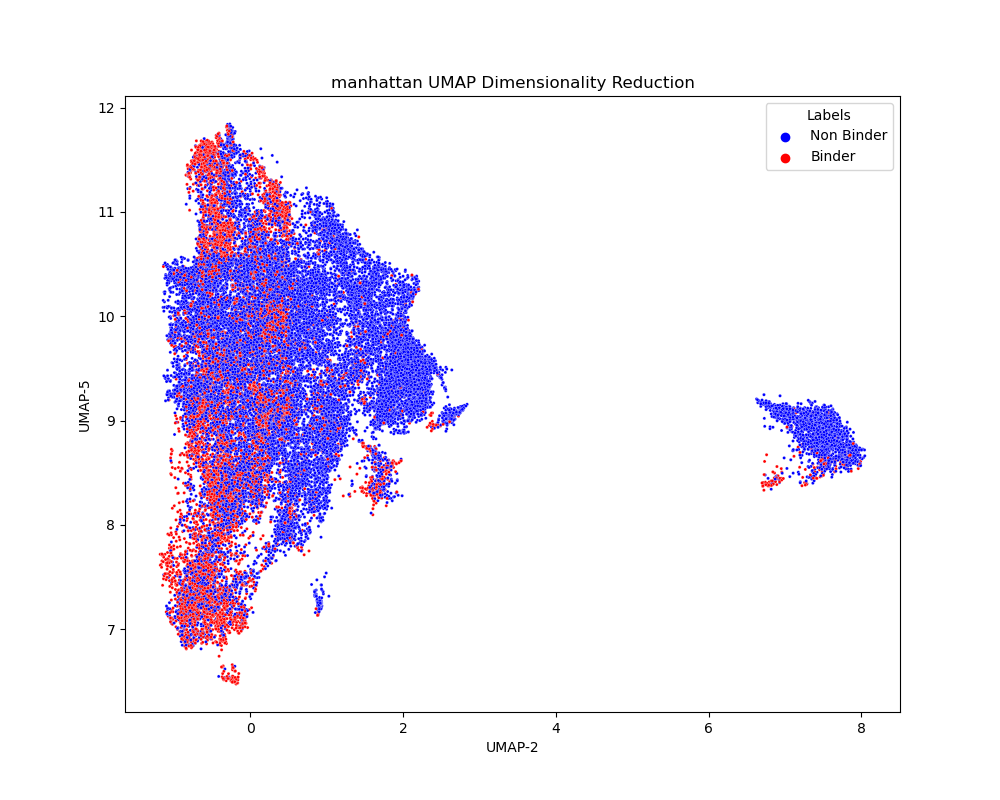 manhattan UMAP Dimensionality Reduction
Labels
Non Binder
Binder
12
11
10
9
8
7
UMAP-5
0 2 4 6 8
UMAP-2